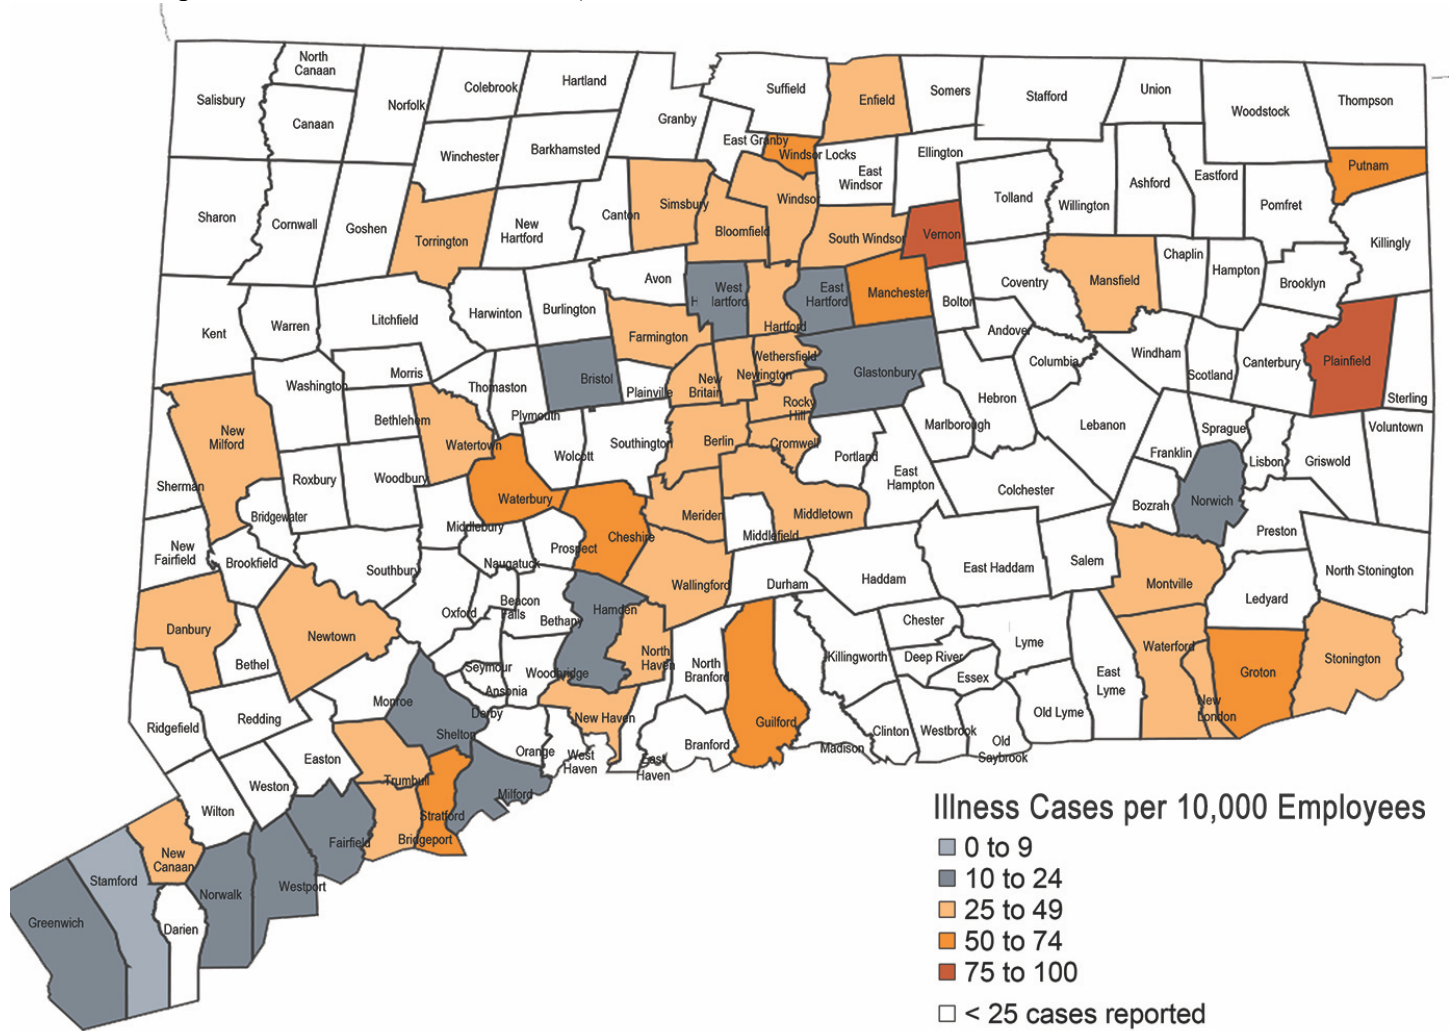 North
Canaan
Colebrook
Hartland
Salisbury
Norfolk
Canaan
Suffield
Enfield
Somers
Stafford
Union
Woodstock
Thompson
Granby
East Granby
Windsor Locks
Winchester
Barkhamsted
East
Windsor
Ellington
Putnam
Sharon
Cornwall
Goshen
Torrington
New
Hartford
Canton
Simsbury
Bloomfield
Windsor
South Windsor
Vernon
Tolland
Willington
Ashford
Eastford
Pomfret
Killingly
Kent
Warren
Litchfield
Harwinton
Burlington
Avon
West
Hartford
Hartford
East
Hartford
Manchester
Bolton
Coventry
Mansfield
Chaplin
Hampton
Brooklyn
Farmington
Andover
Columbia
Windham
Scotland
Canterbury
Plainfield
Sterling
Washington
Morris
Bethlehem
Thomaston
Plymouth
Bristol
Plainville
New
Britain
Newington
Wethersfield
Rocky
Hill
Glastonbury
Hebron
Marlborough
Lebanon
Franklin
Sprague
Lisbon
Griswold
Voluntown
New
Milford
Watertown
Wolcott
Southington
Berlin
Cromwell
Portland
East
Hampton
Colchester
Bozrah
Norwich
Preston
Sherman
Roxbury
Woodbury
Bridgewater
Waterbury
Middlebury
Cheshire
Prospect
Naugatuck
Meriden
Middletown
Middlefield
New
Fairfield
Brookfield
Southbury
Oxford
Beacon
Falls
Bethany
Hamden
Wallingford
Durham
Haddam
East Haddam
Salem
Montville
Ledyard
North Stonington
Danbury
Bethel
Newtown
Seymour
Woodbridge
North
Haven
North
Branford
Killingworth
Chester
Deep River
Essex
Lyme
East
Lyme
Waterford
New
London
Groton
Stonington
Ridgefield
Redding
Monroe
Ansonia
Derby
Shelton
Orange
New Haven
West
Haven
East
Haven
Branford
Guilford
Madison
Clinton
Westbrook
Old
Saybrook
Old Lyme
Easton
Weston
Wilton
Trumbull
Stratford
Milford
Bridgeport
Fairfield
Westport
Norwalk
New
Canaan
Stamford
Darien
Greenwich
Illness Cases per 10,000 Employees
0 to 9
10 to 24
25 to 49
50 to 74
75 to 100
< 25 cases reported